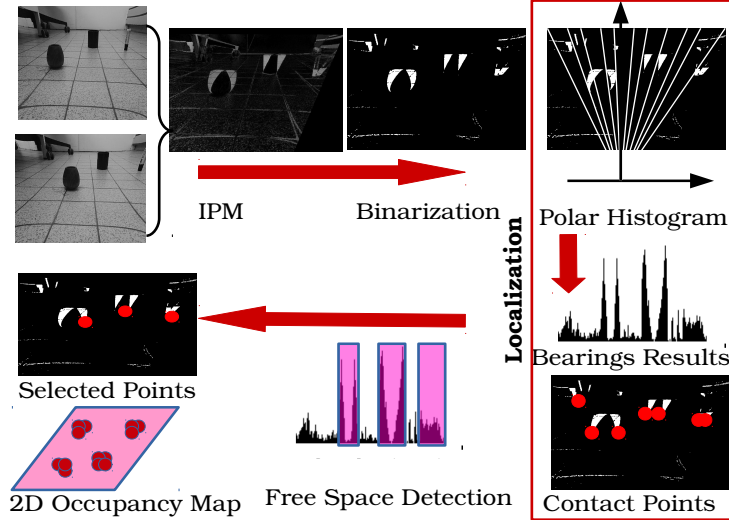 IPM
Binarization
Polar Histogram
Localization
Bearings Results
Selected Points
2D Occupancy Map
Free Space Detection
Contact Points